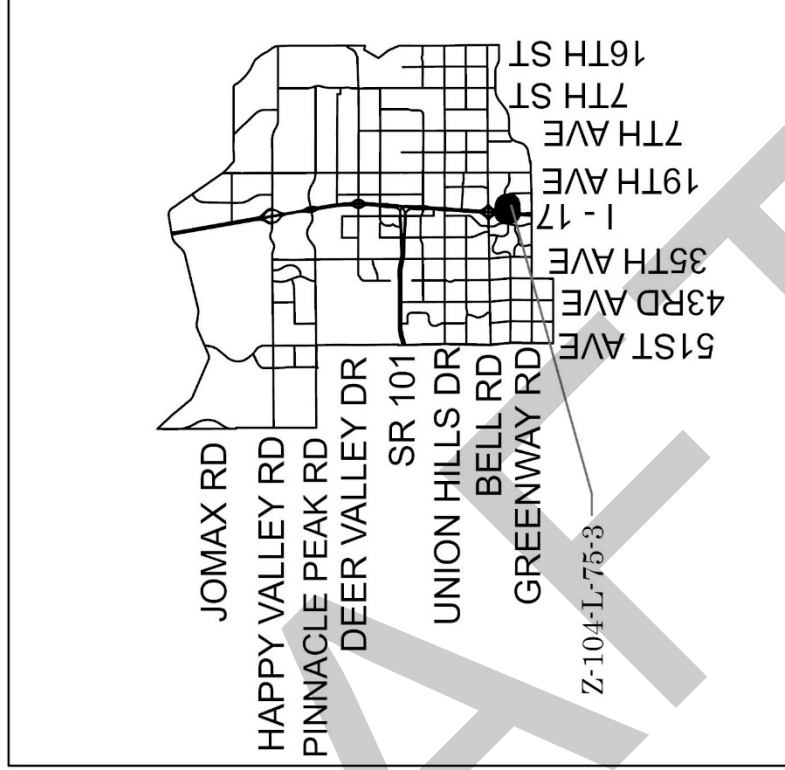 JOMAX RD
HAPPY VALLEY RD
PINNACLE PEAK RD
DEER VALLEY DR
SR 101
UNION HILLS DR
BELL RD
GREENWAY RD
51ST AVE
43RD AVE
35TH AVE
I - 17
19TH AVE
7TH AVE
7TH ST
16TH ST
Z-104-L-75-3